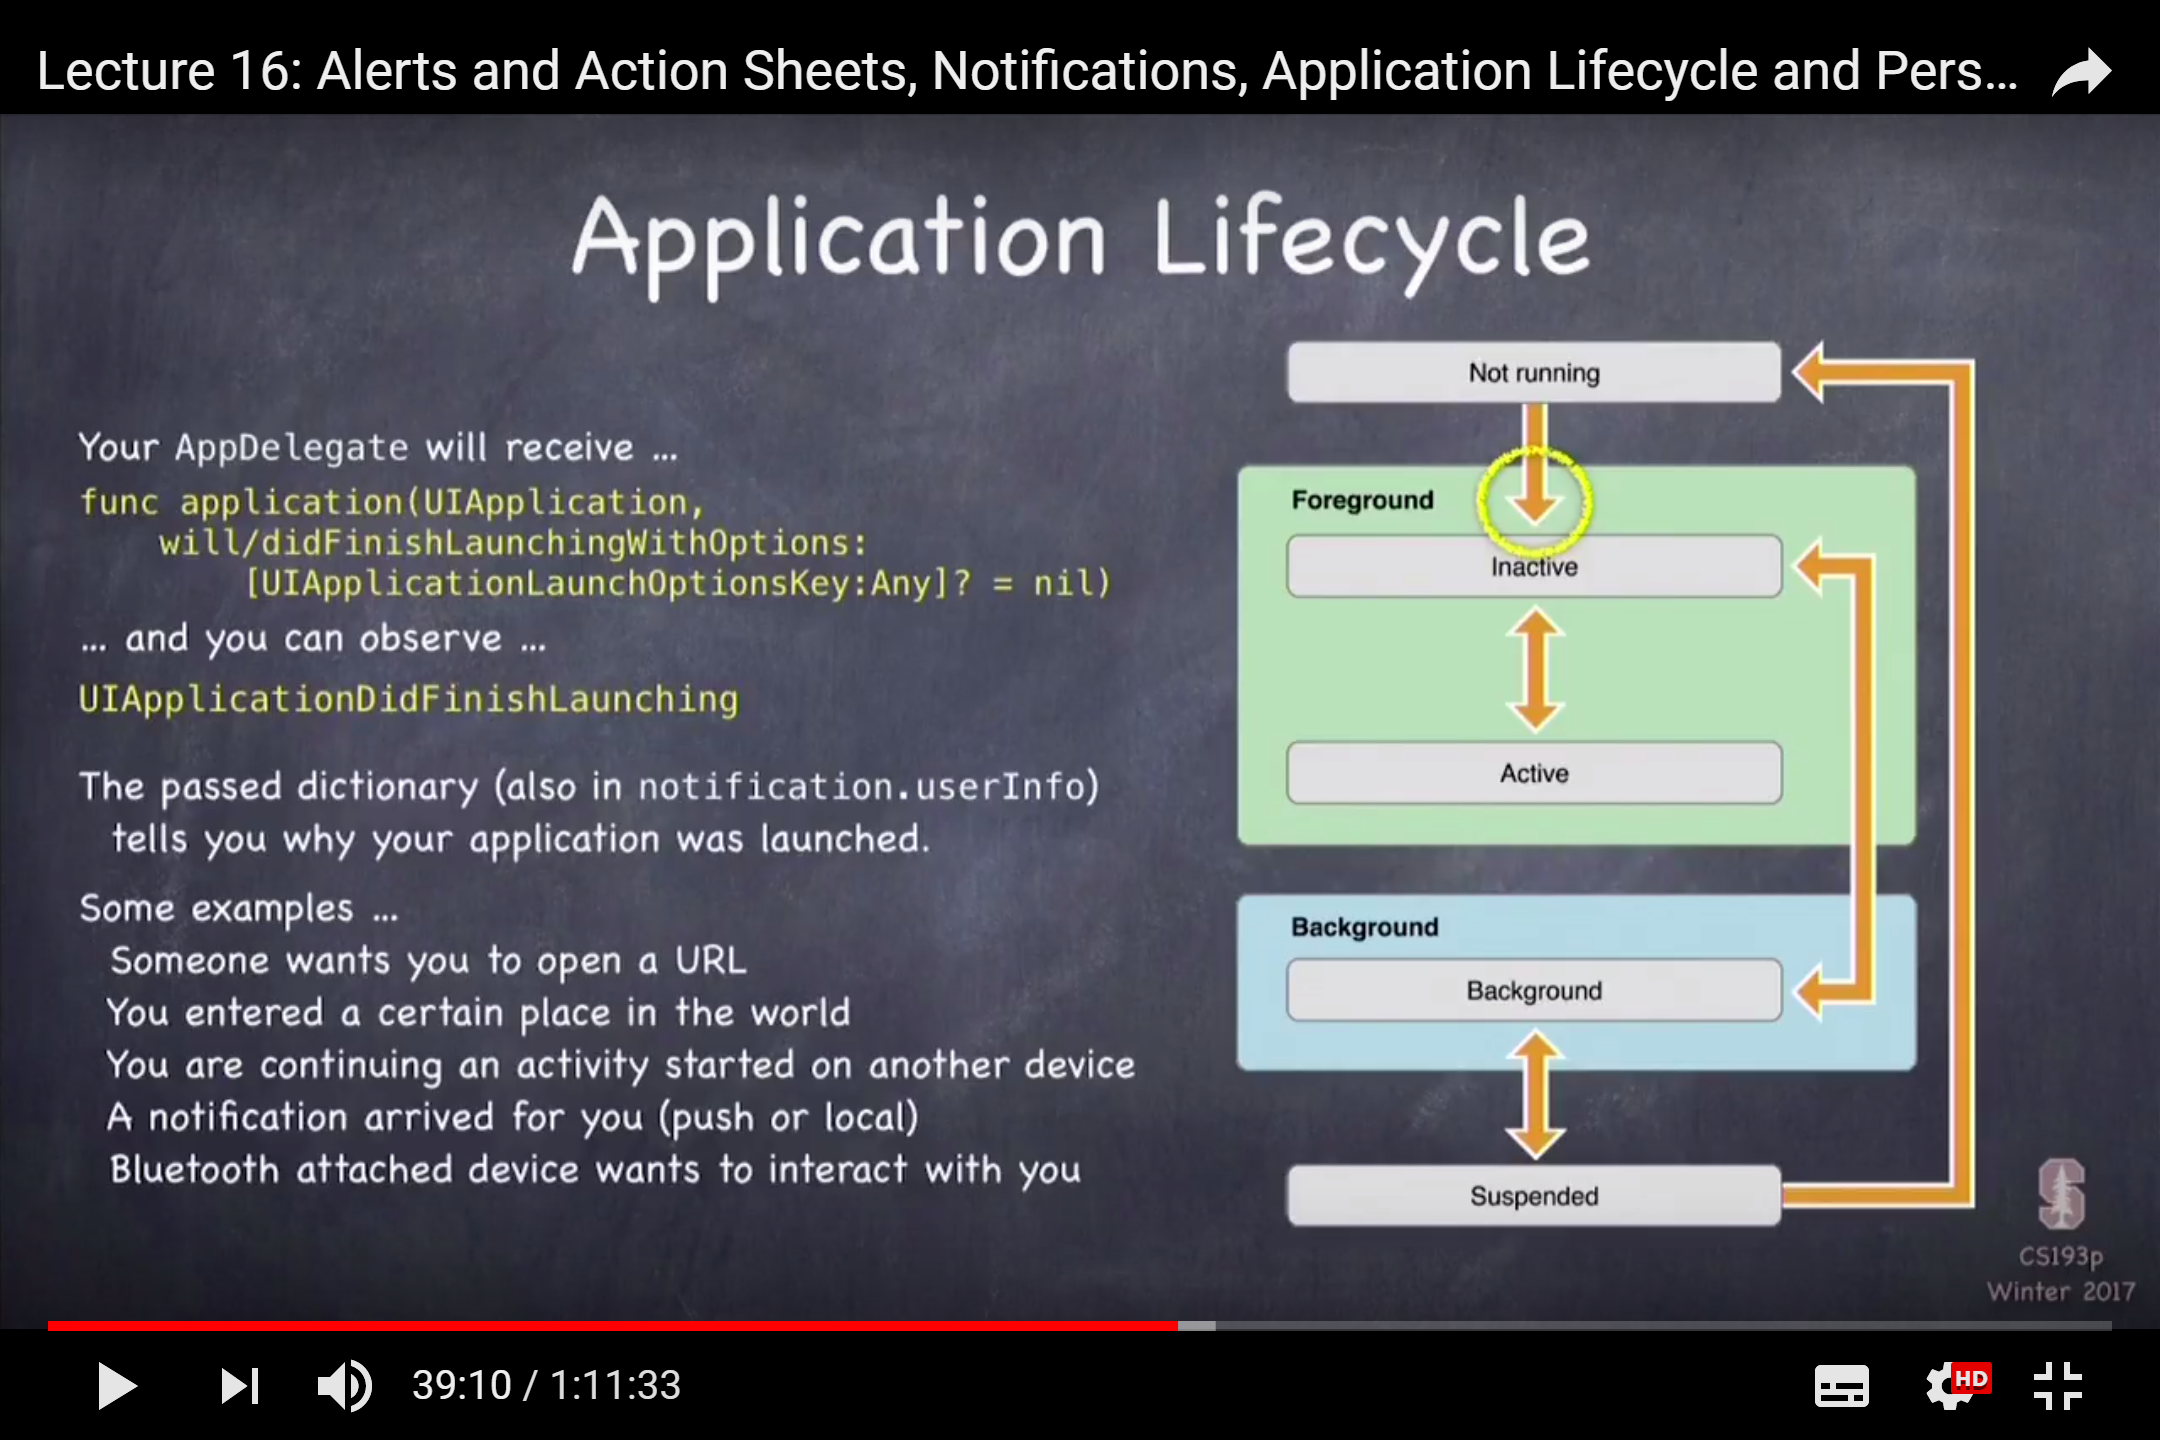 Lecture 16: Alerts and Action Sheets, Notifications, Application Lifecycle and Pers...
Application Lifecycle
Your AppDelegate will receive ...
func application(UIApplication,
will/didFinishLaunchingWithOptions:
[UIApplicationLaunchOptionsKey:Any]? = nil)
... and you can observe ...
UIApplicationDidFinishLaunching
The passed dictionary (also in notification.userInfo)
tells you why your application was launched.
Some examples ...
Someone wants you to open a URL
You entered a certain place in the world
You are continuing an activity started on another device
A notification arrived for you (push or local)
Bluetooth attached device wants to interact with you
Not running
Foreground
Inactive
Active
Background
Background
Suspended
CS193p
Winter 2017
39:10 / 1:11:33
HD